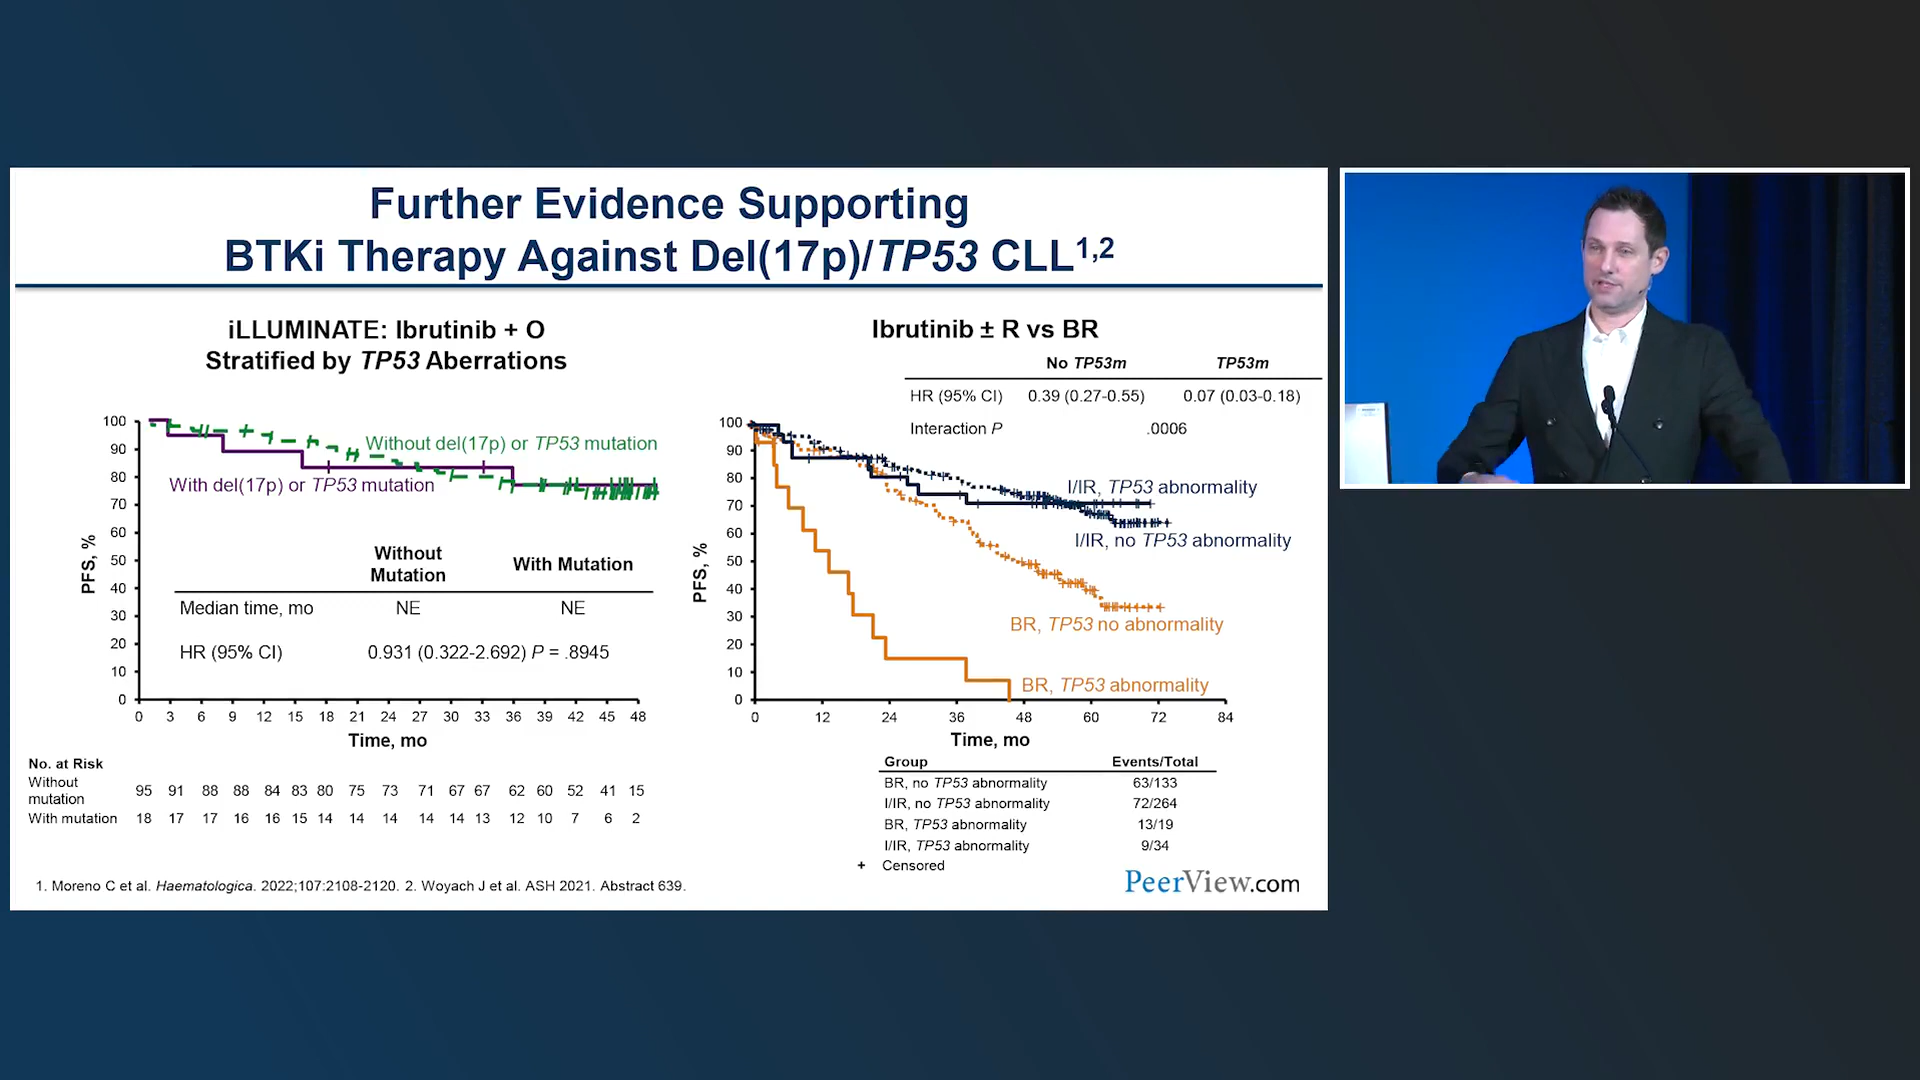 Further Evidence Supporting
BTKi Therapy Against Del(17p)/TP53 CLL1,2
iLLUMINATE: Ibrutinib + O
Stratified by TP53 Aberrations
100
90
80
70
60
50
40
30
20
10
0
PFS, %
Without del(17p) or TP53 mutation
With del(17p) or TP53 mutation
Without Mutation With Mutation
Median time, mo NE NE
HR (95% CI) 0.931 (0.322-2.692) P = .8945
0 3 6 9 12 15 18 21 24 27 30 33 36 39 42 45 48
Time, mo
No. at Risk
Without mutation 95 91 88 88 84 83 80 75 73 71 67 67 62 60 52 41 15
With mutation 18 17 17 16 16 15 14 14 14 14 14 13 12 10 7 6 2
Ibrutinib ± R vs BR
No TP53m TP53m
HR (95% CI) 0.39 (0.27-0.55) 0.07 (0.03-0.18)
Interaction P .0006
100
90
80
70
60
50
40
30
20
10
0
PFS, %
I/IR, TP53 abnormality
I/IR, no TP53 abnormality
BR, TP53 no abnormality
BR, TP53 abnormality
0 12 24 36 48 60 72 84
Time, mo
Group Events/Total
BR, no TP53 abnormality 63/133
I/IR, no TP53 abnormality 72/264
BR, TP53 abnormality 13/19
I/IR, TP53 abnormality 9/34
+ Censored
1. Moreno C et al. Haematologica. 2022;107:2108-2120. 2. Woyach J et al. ASH 2021. Abstract 639.
PeerView.com